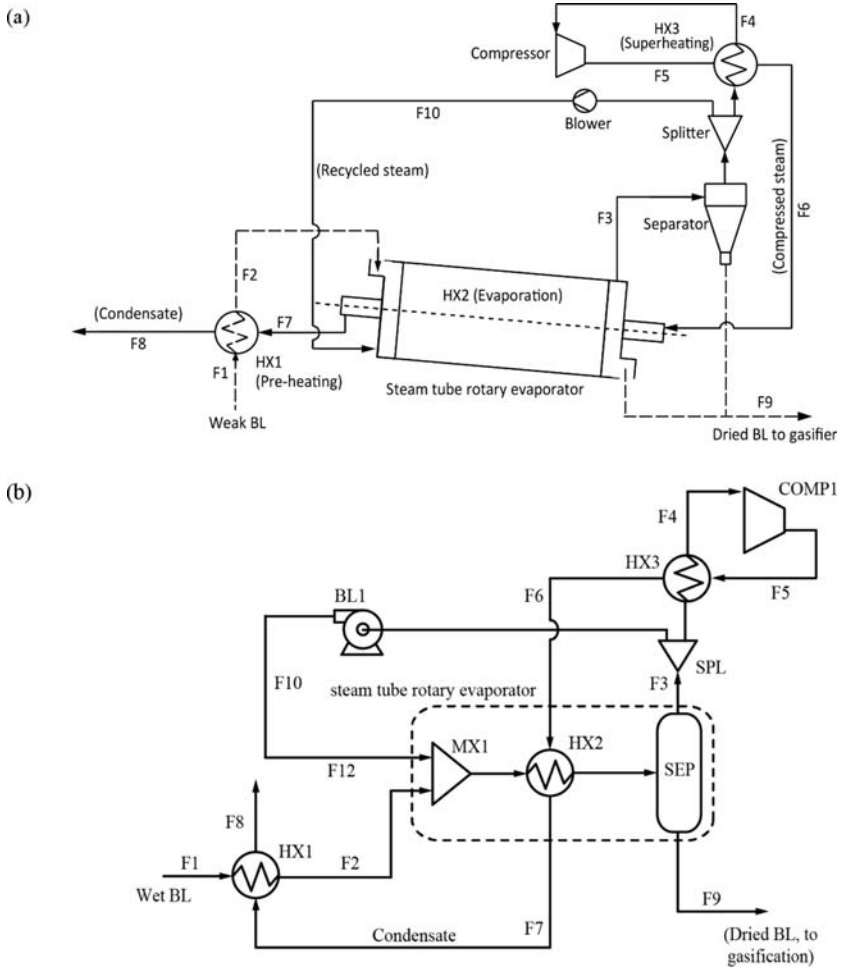 (a)
F4
HX3
(Superheating)
Compressor
F5
F10
Blower
Splitter
(Recycled steam)
F3
Separator
(Compressed steam)
F6
F2
HX2 (Evaporation)
(Condensate)
F7
F8
HX1
(Pre-heating)
F1
Steam tube rotary evaporator
Weak BL
F9
Dried BL to gasifier
(b)
COMP1
F4
HX3
F6
F5
BL1
SPL
F10
F3
steam tube rotary evaporator
MX1
HX2
SEP
F12
F8
HX1
F1
F2
Wet BL
F9
F7
Condensate
(Dried BL, to
gasification)